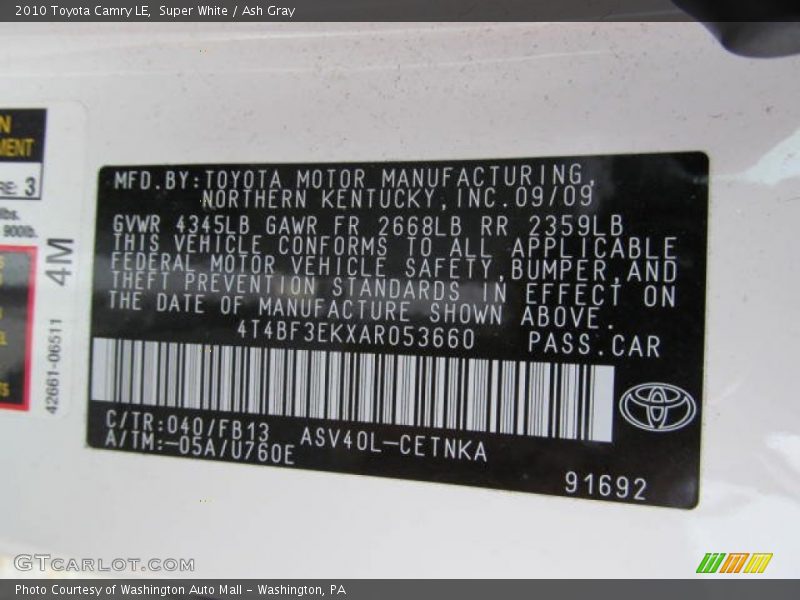 2010 Toyota Camry LE, Super White / Ash Gray
N
MENT
RE: 3
lbs.
900lb.
4M
42661-06511
MFD.BY:TOYOTA MOTOR MANUFACTURING,
NORTHERN KENTUCKY,INC.09/09
GVWR 4345LB GAWR FR 2668LB RR 2359LB
THIS VEHICLE CONFORMS TO ALL APPLICABLE
FEDERAL MOTOR VEHICLE SAFETY,BUMPER,AND
THEFT PREVENTION STANDARDS IN EFFECT ON
THE DATE OF MANUFACTURE SHOWN ABOVE.
4T4BF3EKXAR053660 PASS.CAR
C/TR:040/FB13 ASV40L-CETNKA
A/TM:-05A/U760E
91692
GTCARLOT.COM
Photo Courtesy of Washington Auto Mall - Washington, PA